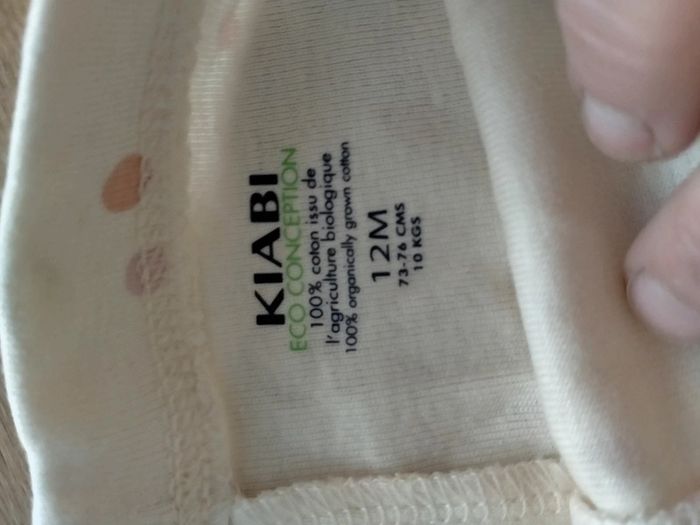 KIABI
ECO CONCEPTION
100% coton issu de
l'agriculture biologique
100% organically grown cotton
12M
73-76 CMS
10 KGS